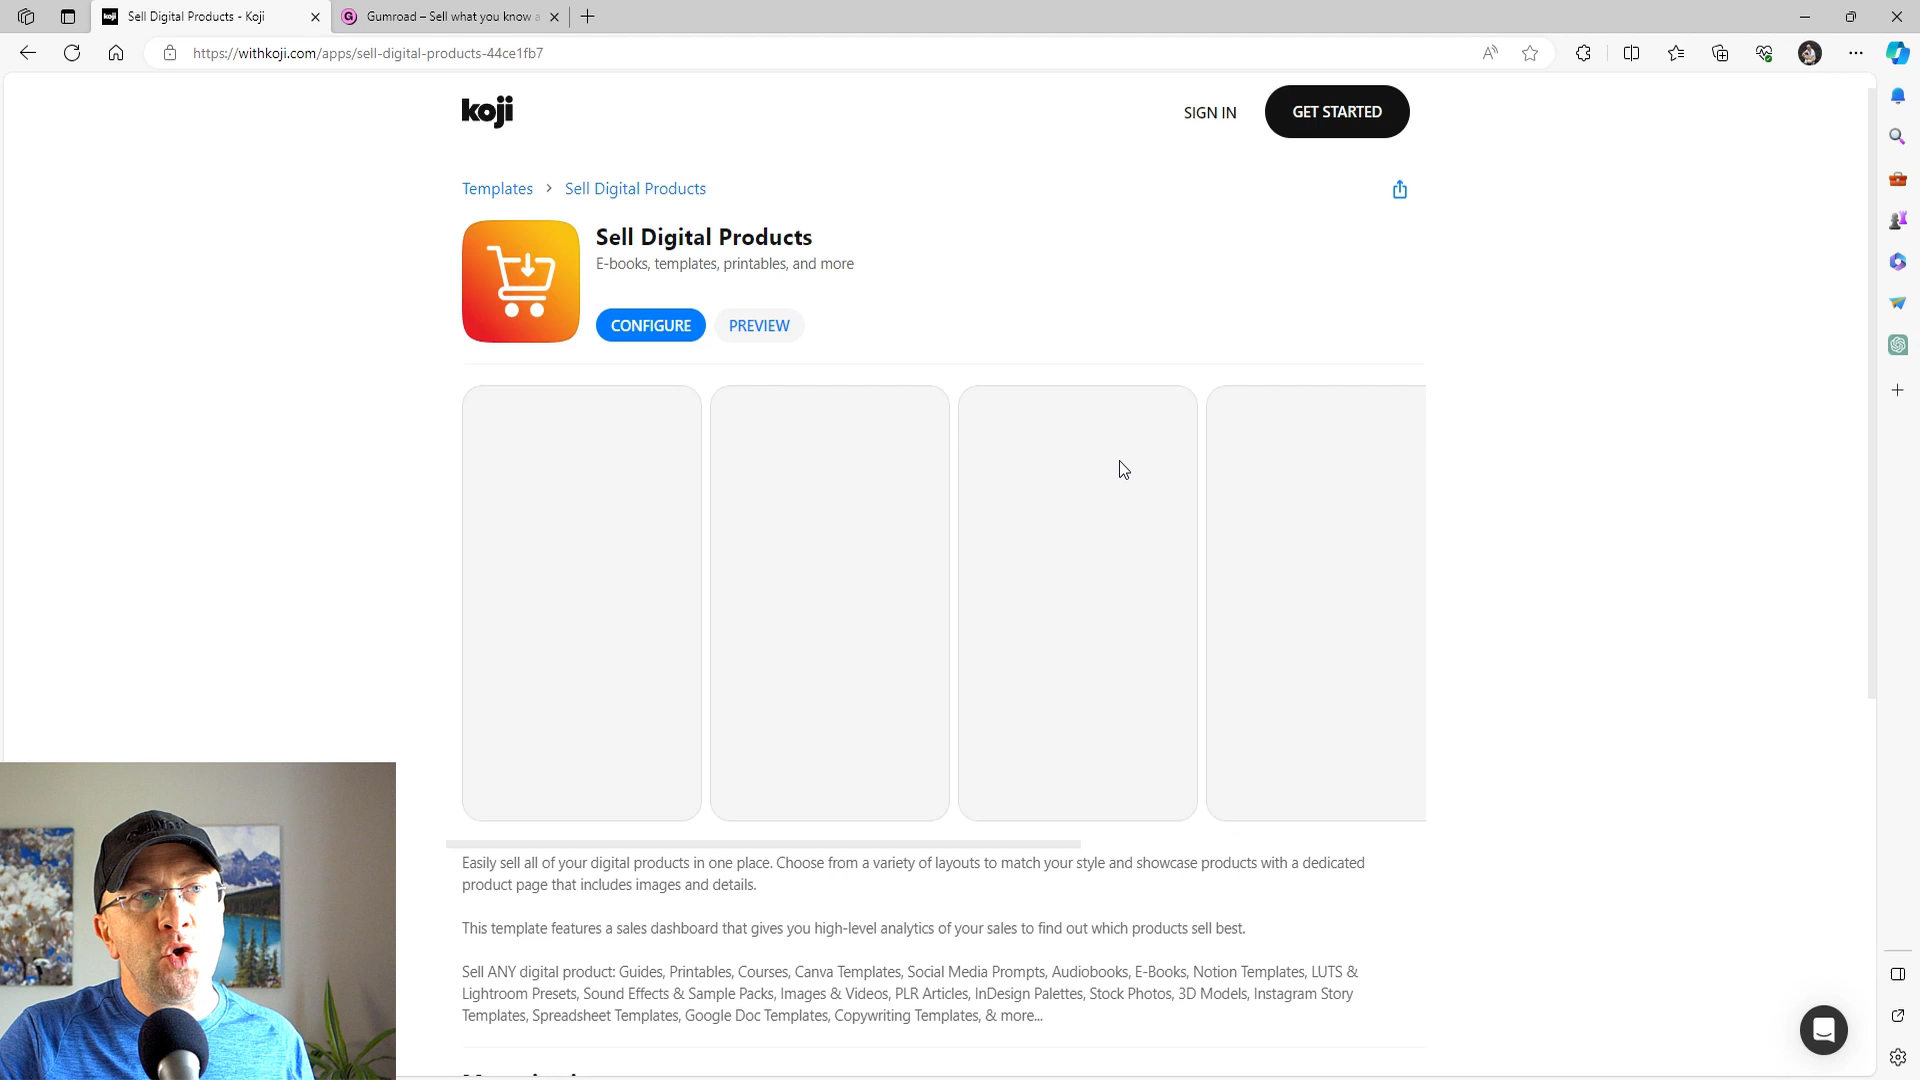 koji Sell Digital Products - Koji
G Gumroad – Sell what you know a
https://withkoji.com/apps/sell-digital-products-44ce1fb7
koji
SIGN IN
GET STARTED
Templates > Sell Digital Products
Sell Digital Products
E-books, templates, printables, and more
CONFIGURE
PREVIEW
Easily sell all of your digital products in one place. Choose from a variety of layouts to match your style and showcase products with a dedicated
product page that includes images and details.
This template features a sales dashboard that gives you high-level analytics of your sales to find out which products sell best.
Sell ANY digital product: Guides, Printables, Courses, Canva Templates, Social Media Prompts, Audiobooks, E-Books, Notion Templates, LUTS &
Lightroom Presets, Sound Effects & Sample Packs, Images & Videos, PLR Articles, InDesign Palettes, Stock Photos, 3D Models, Instagram Story
Templates, Spreadsheet Templates, Google Doc Templates, Copywriting Templates, & more...